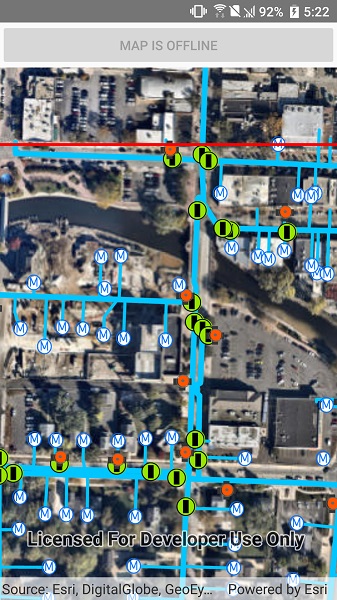 92% 5:22
MAP IS OFFLINE
Licensed For Developer Use Only
Source: Esri, DigitalGlobe, GeoEy... Powered by Esri